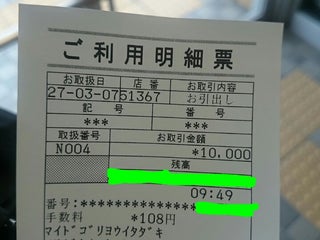 ご利用明細票
お取扱日 店番 お取引内容
27-03-07 51367 お引出し
記号 番号
*** ***
取扱番号 お取引金額
N004 *10,000
残高
09:49
番号:*************
手数料 *108円
マイドゴリヨウイタダキ